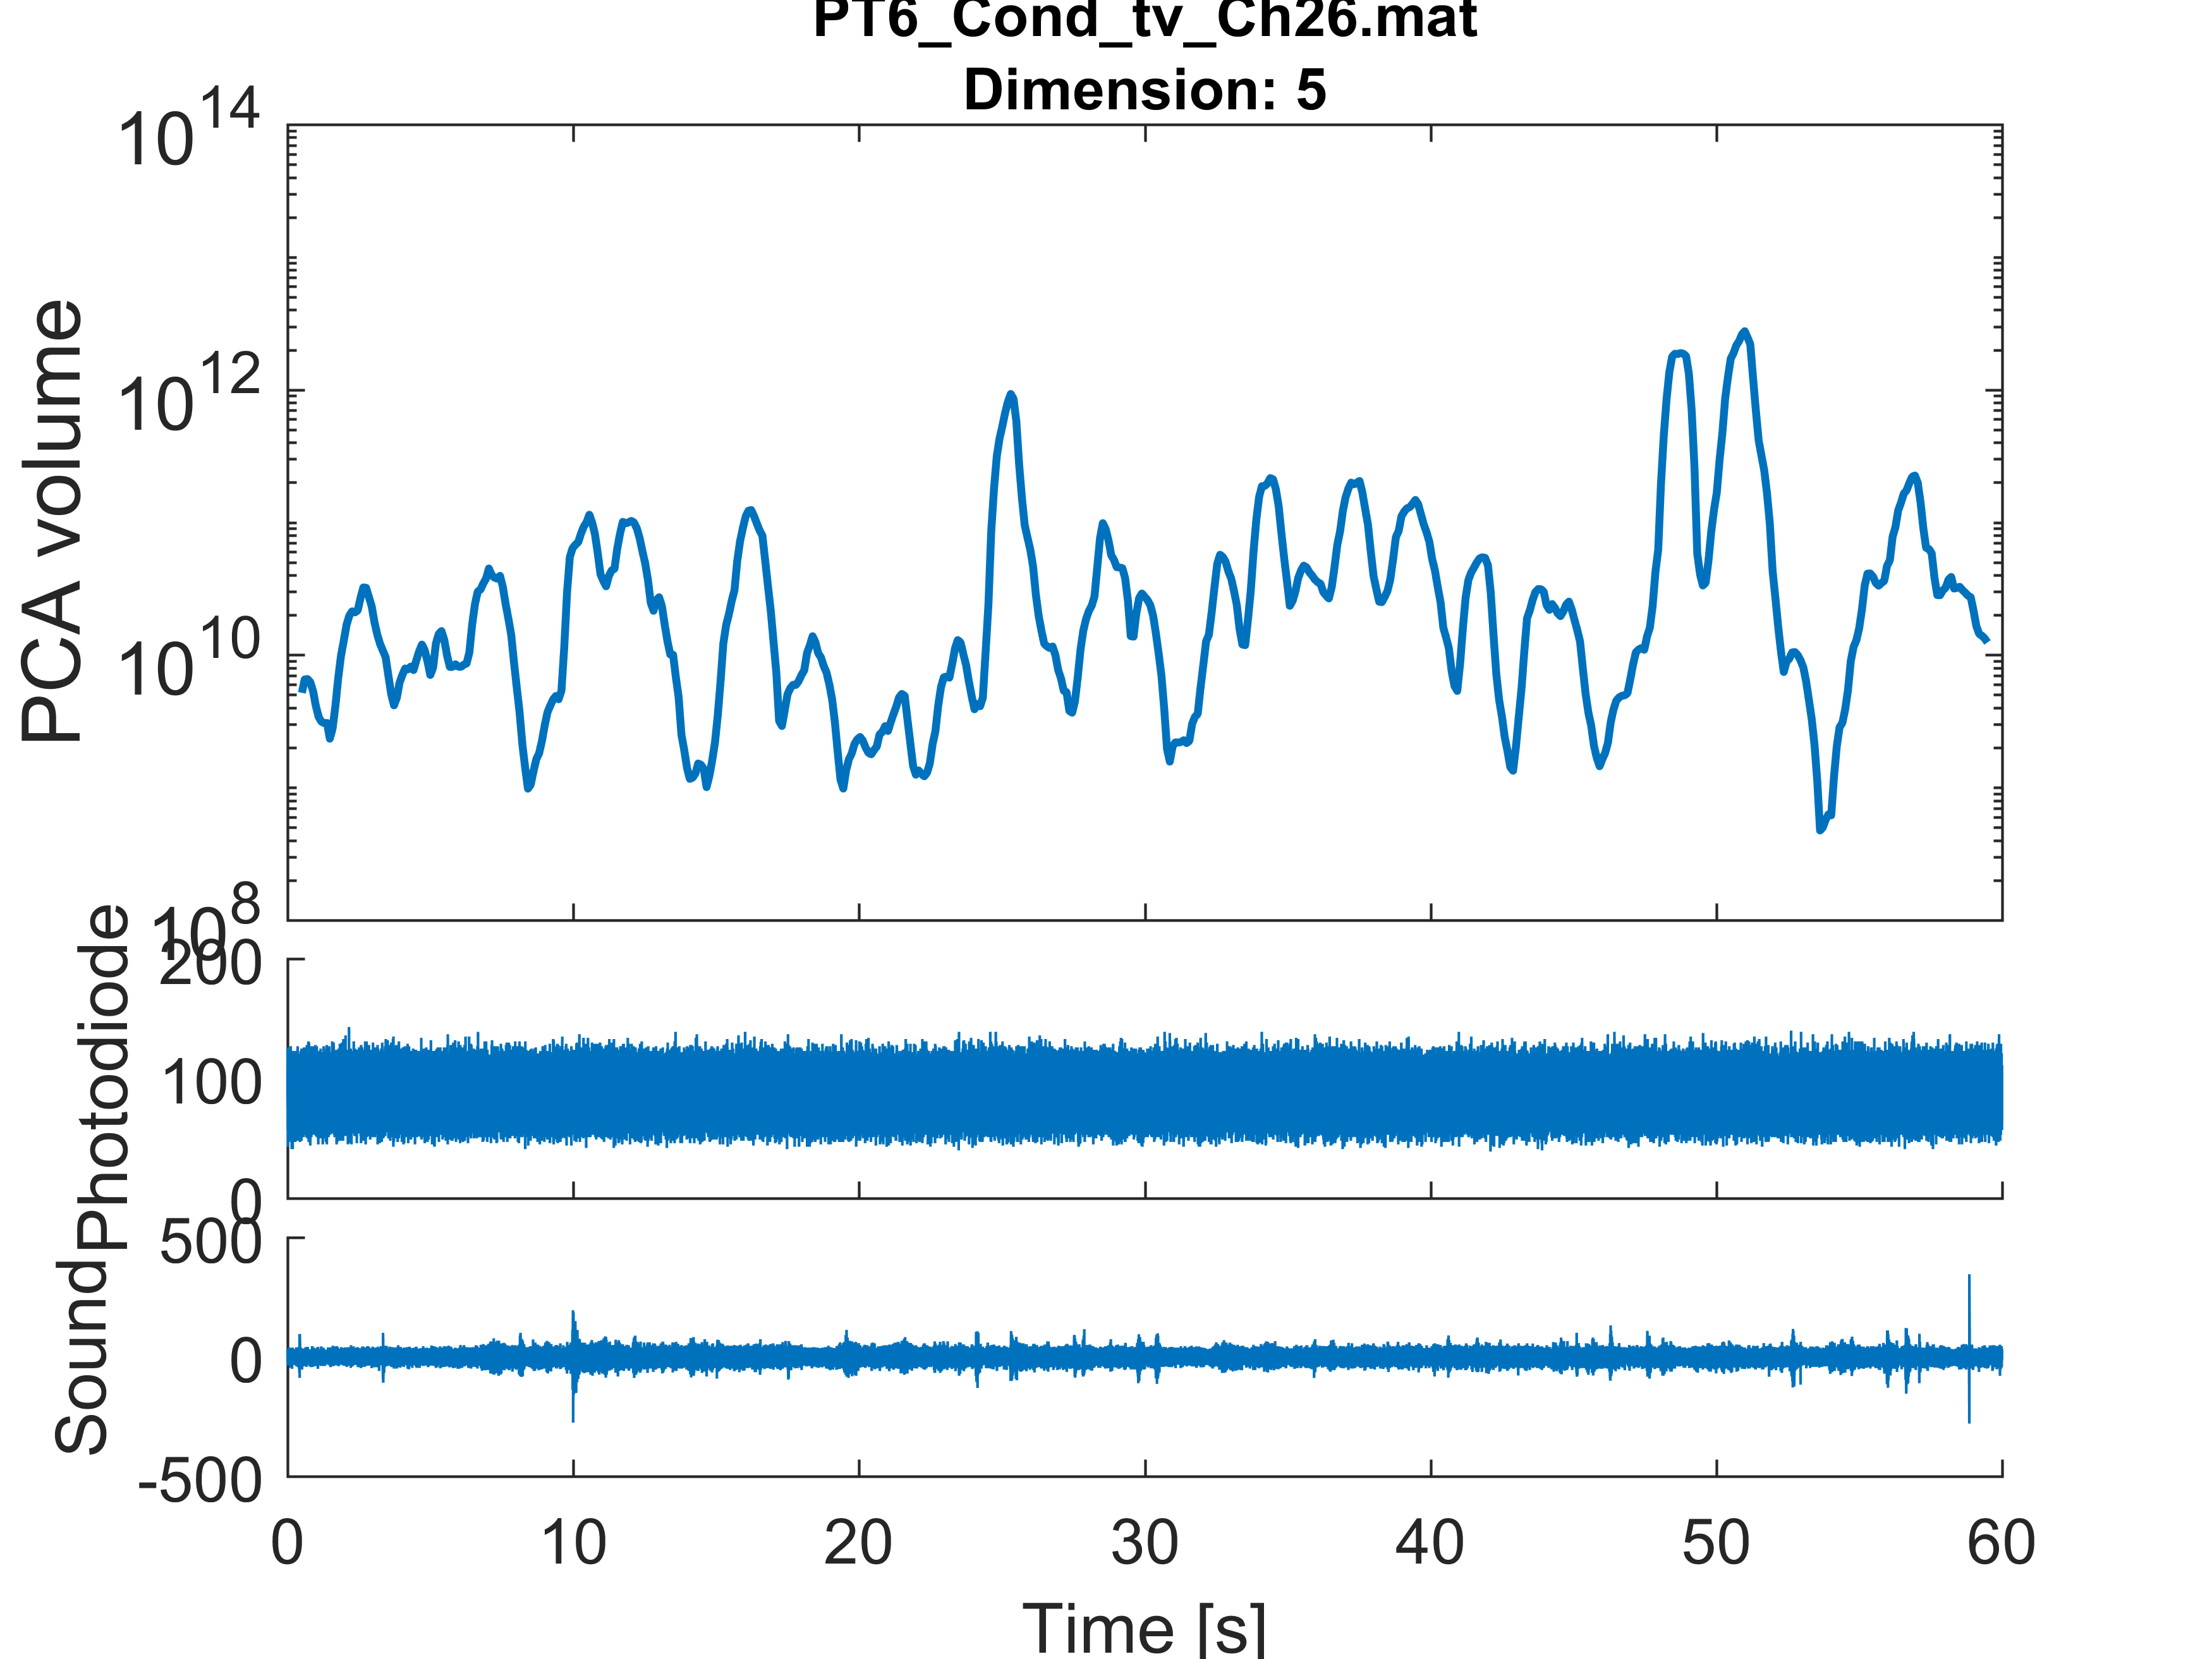 PT6_Cond_tv_Ch26.mat
Dimension: 5
PCA volume
10^14
10^12
10^10
10^8
Photodiode
200
100
0
Sound
500
0
-500
0 10 20 30 40 50 60
Time [s]